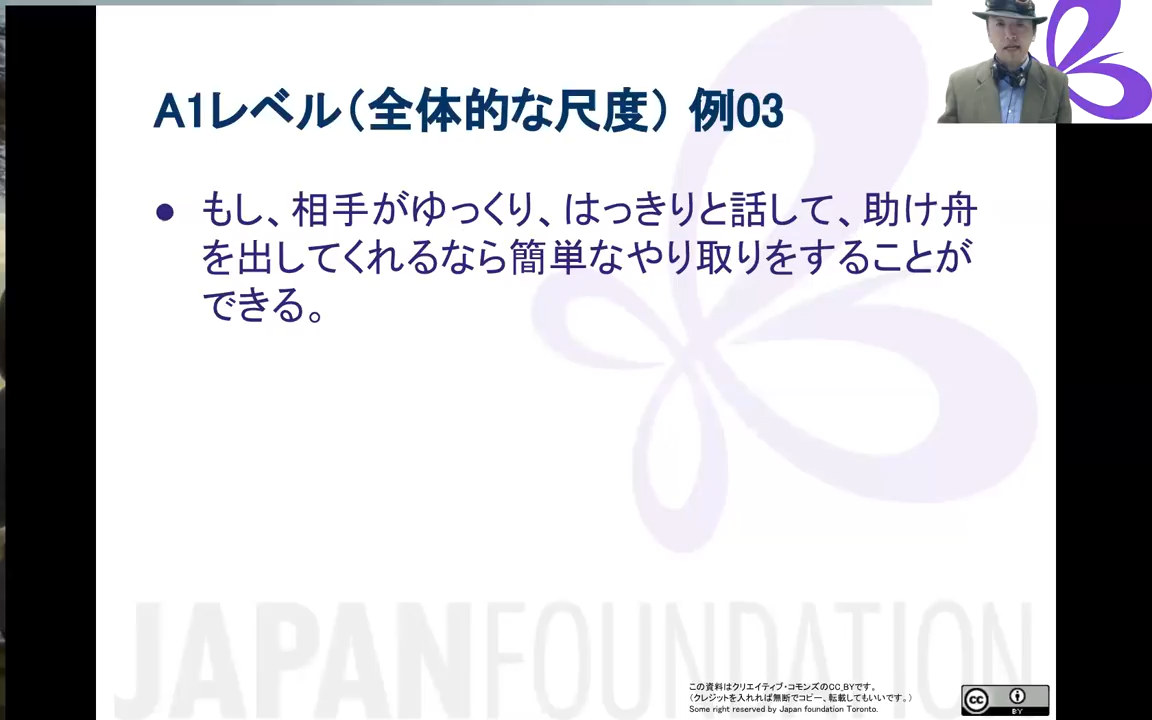 A1レベル（全体的な尺度） 例03
● もし、相手がゆっくり、はっきりと話して、助け舟
を出してくれるなら簡単なやり取りをすることが
できる。
JAPANFOUNDATION
この資料はクリエイティブ・コモンズのCC_BYです。
（クレジットを入れれば無断でコピー、転載してもいいです。）
Some right reserved by Japan foundation Toronto.
cc
BY